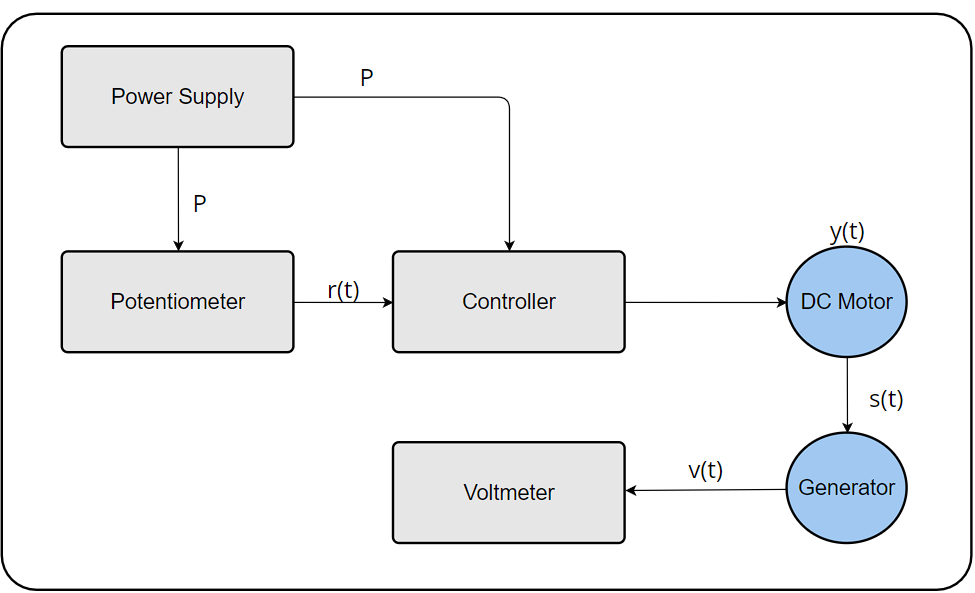 Power Supply
P
P
Potentiometer
r(t)
Controller
y(t)
DC Motor
s(t)
Voltmeter
v(t)
Generator